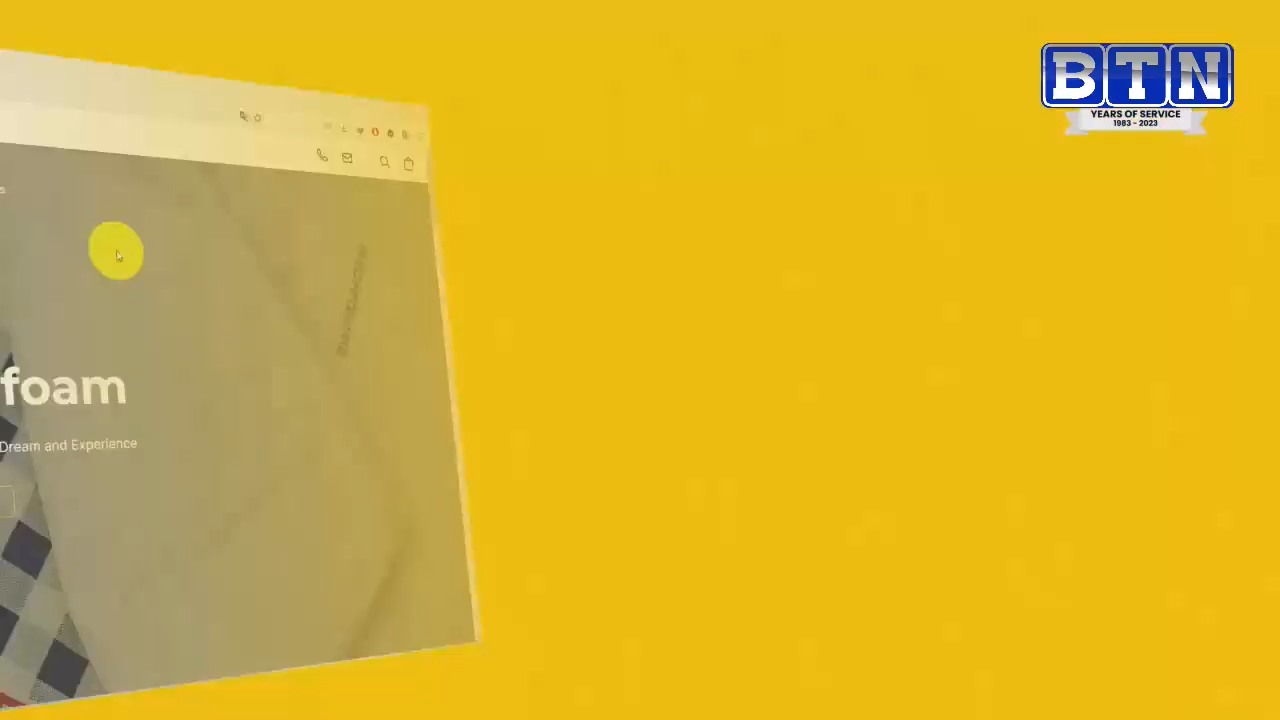 BTN
YEARS OF SERVICE
1983 - 2023
s
foam
Dream and Experience